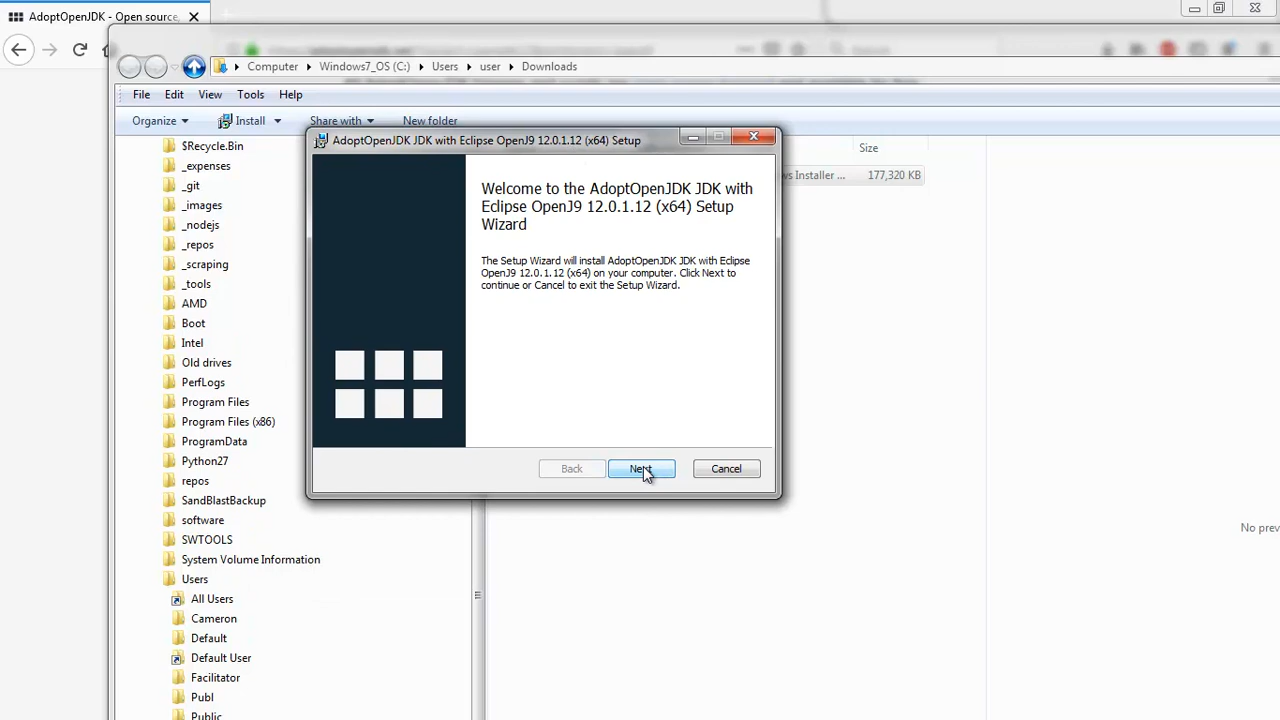 AdoptOpenJDK - Open source,
Computer Windows7_OS (C:) Users user Downloads
File Edit View Tools Help
Organize Install Share with New folder
AdoptOpenJDK JDK with Eclipse OpenJ9 12.0.1.12 (x64) Setup
Welcome to the AdoptOpenJDK JDK with
Eclipse OpenJ9 12.0.1.12 (x64) Setup
Wizard
The Setup Wizard will install AdoptOpenJDK JDK with Eclipse
OpenJ9 12.0.1.12 (x64) on your computer. Click Next to
continue or Cancel to exit the Setup Wizard.
Back Next Cancel
Size
ws Installer ... 177,320 KB
No prev
$Recycle.Bin
_expenses
_git
_images
_nodejs
_repos
_scraping
_tools
AMD
Boot
Intel
Old drives
PerfLogs
Program Files
Program Files (x86)
ProgramData
Python27
repos
SandBlastBackup
software
SWTOOLS
System Volume Information
Users
All Users
Cameron
Default
Default User
Facilitator
Publ
Public